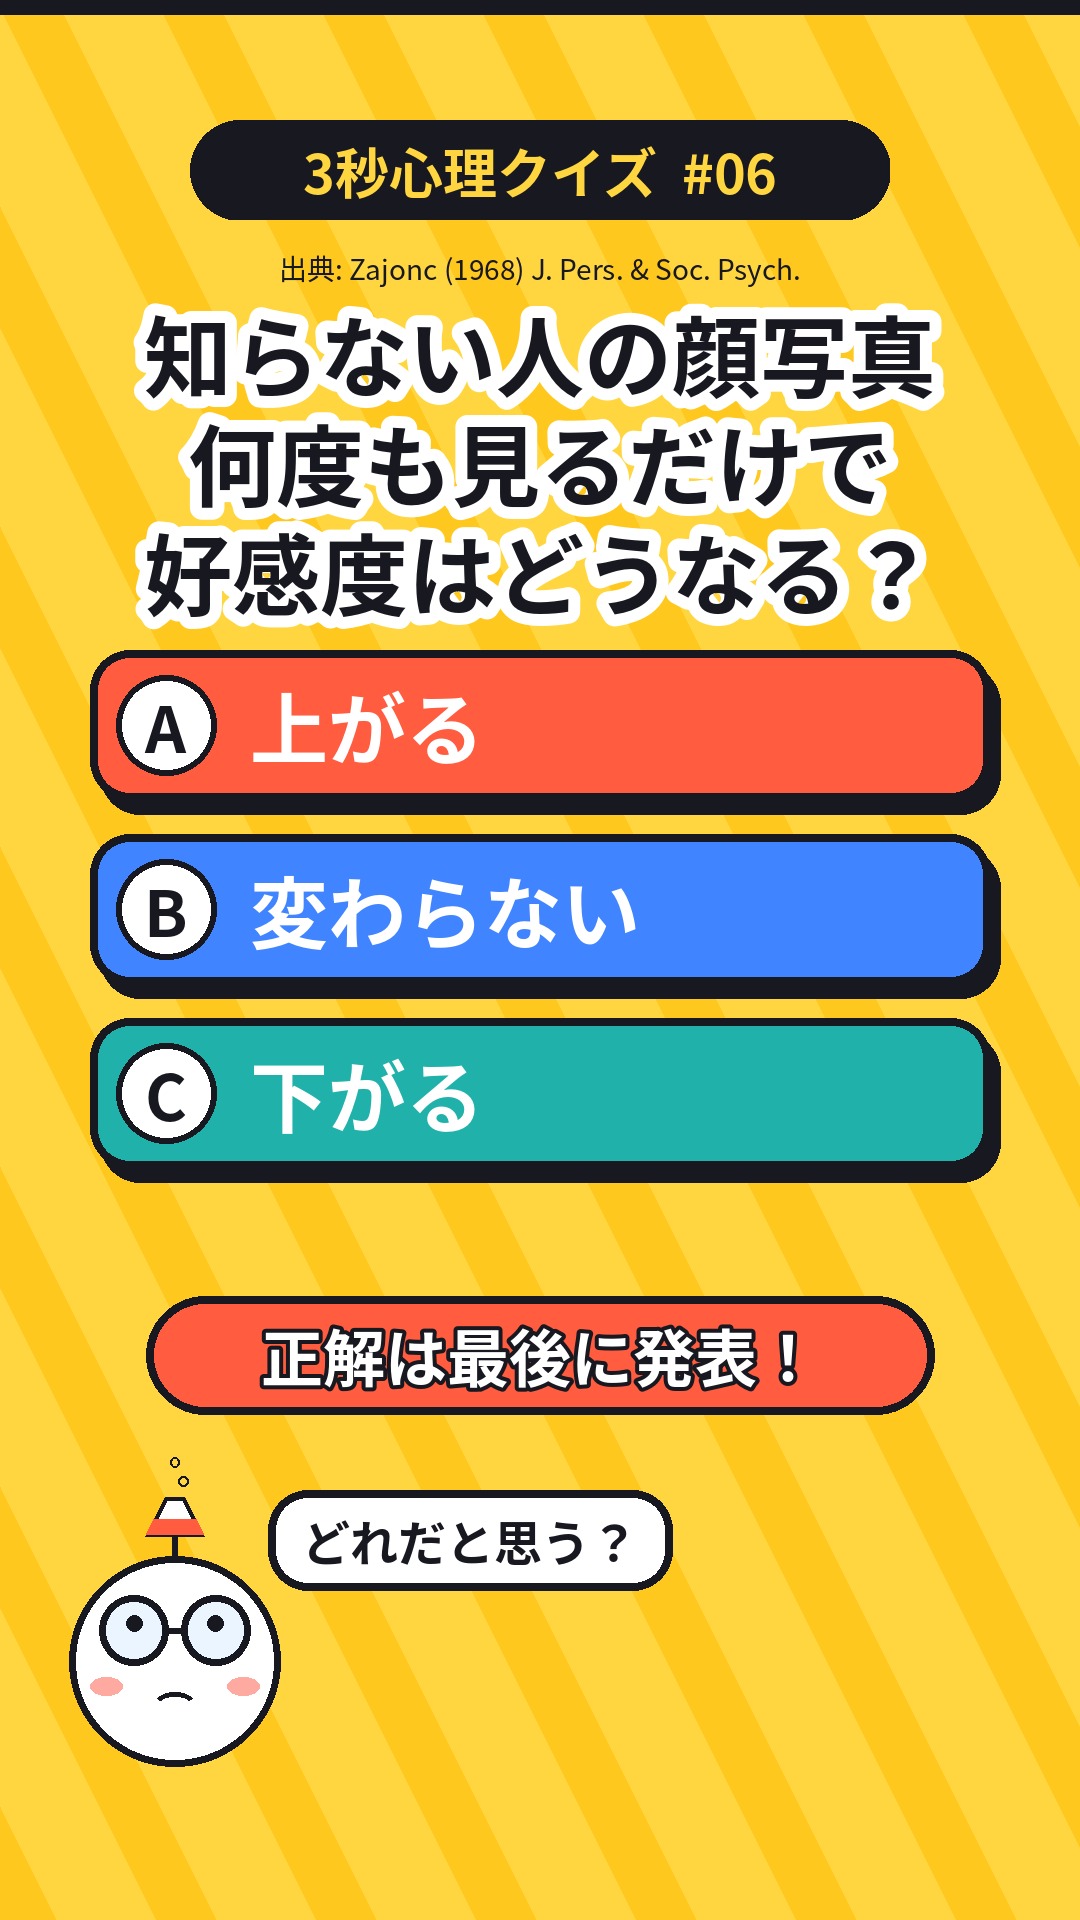 3秒心理クイズ #06
出典: Zajonc (1968) J. Pers. & Soc. Psych.
知らない人の顔写真
何度も見るだけで
好感度はどうなる？
A 上がる
B 変わらない
C 下がる
正解は最後に発表！
どれだと思う？